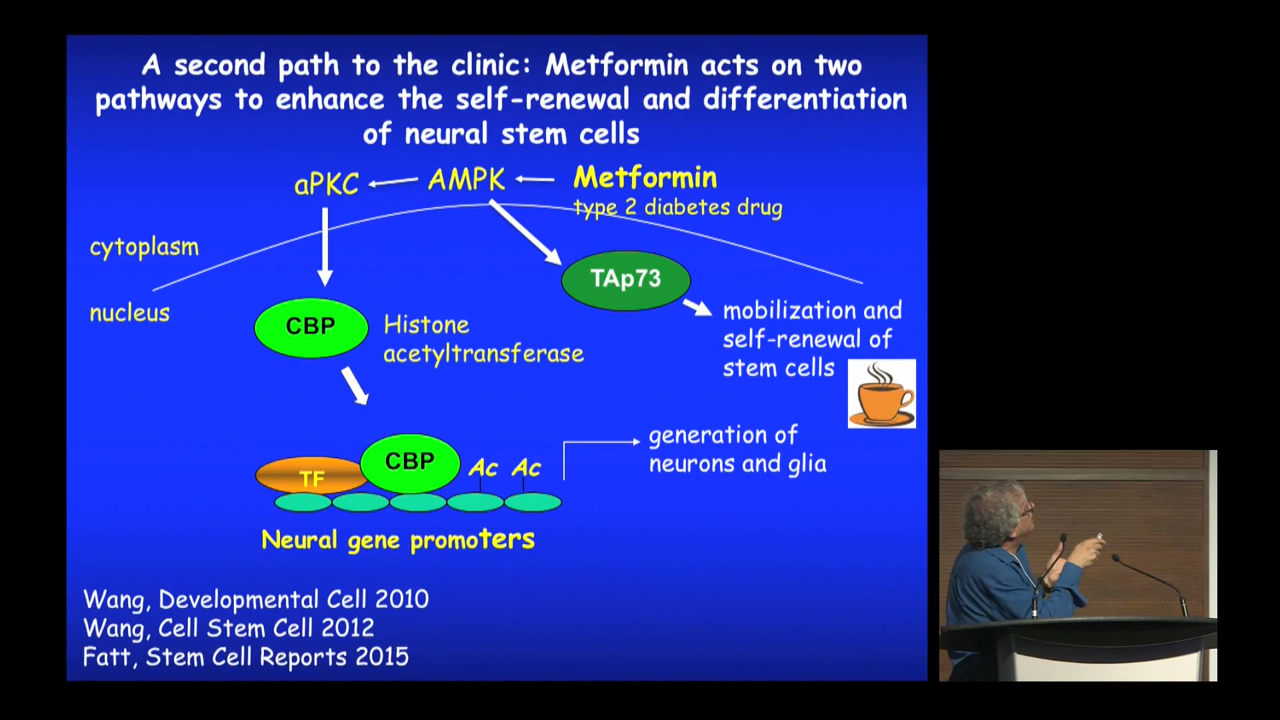 A second path to the clinic: Metformin acts on two
pathways to enhance the self-renewal and differentiation
of neural stem cells
aPKC
AMPK
Metformin
type 2 diabetes drug
cytoplasm
nucleus
TAp73
CBP
Histone
acetyltransferase
mobilization and
self-renewal of
stem cells
TF
CBP
Ac Ac
generation of
neurons and glia
Neural gene promoters
Wang, Developmental Cell 2010
Wang, Cell Stem Cell 2012
Fatt, Stem Cell Reports 2015